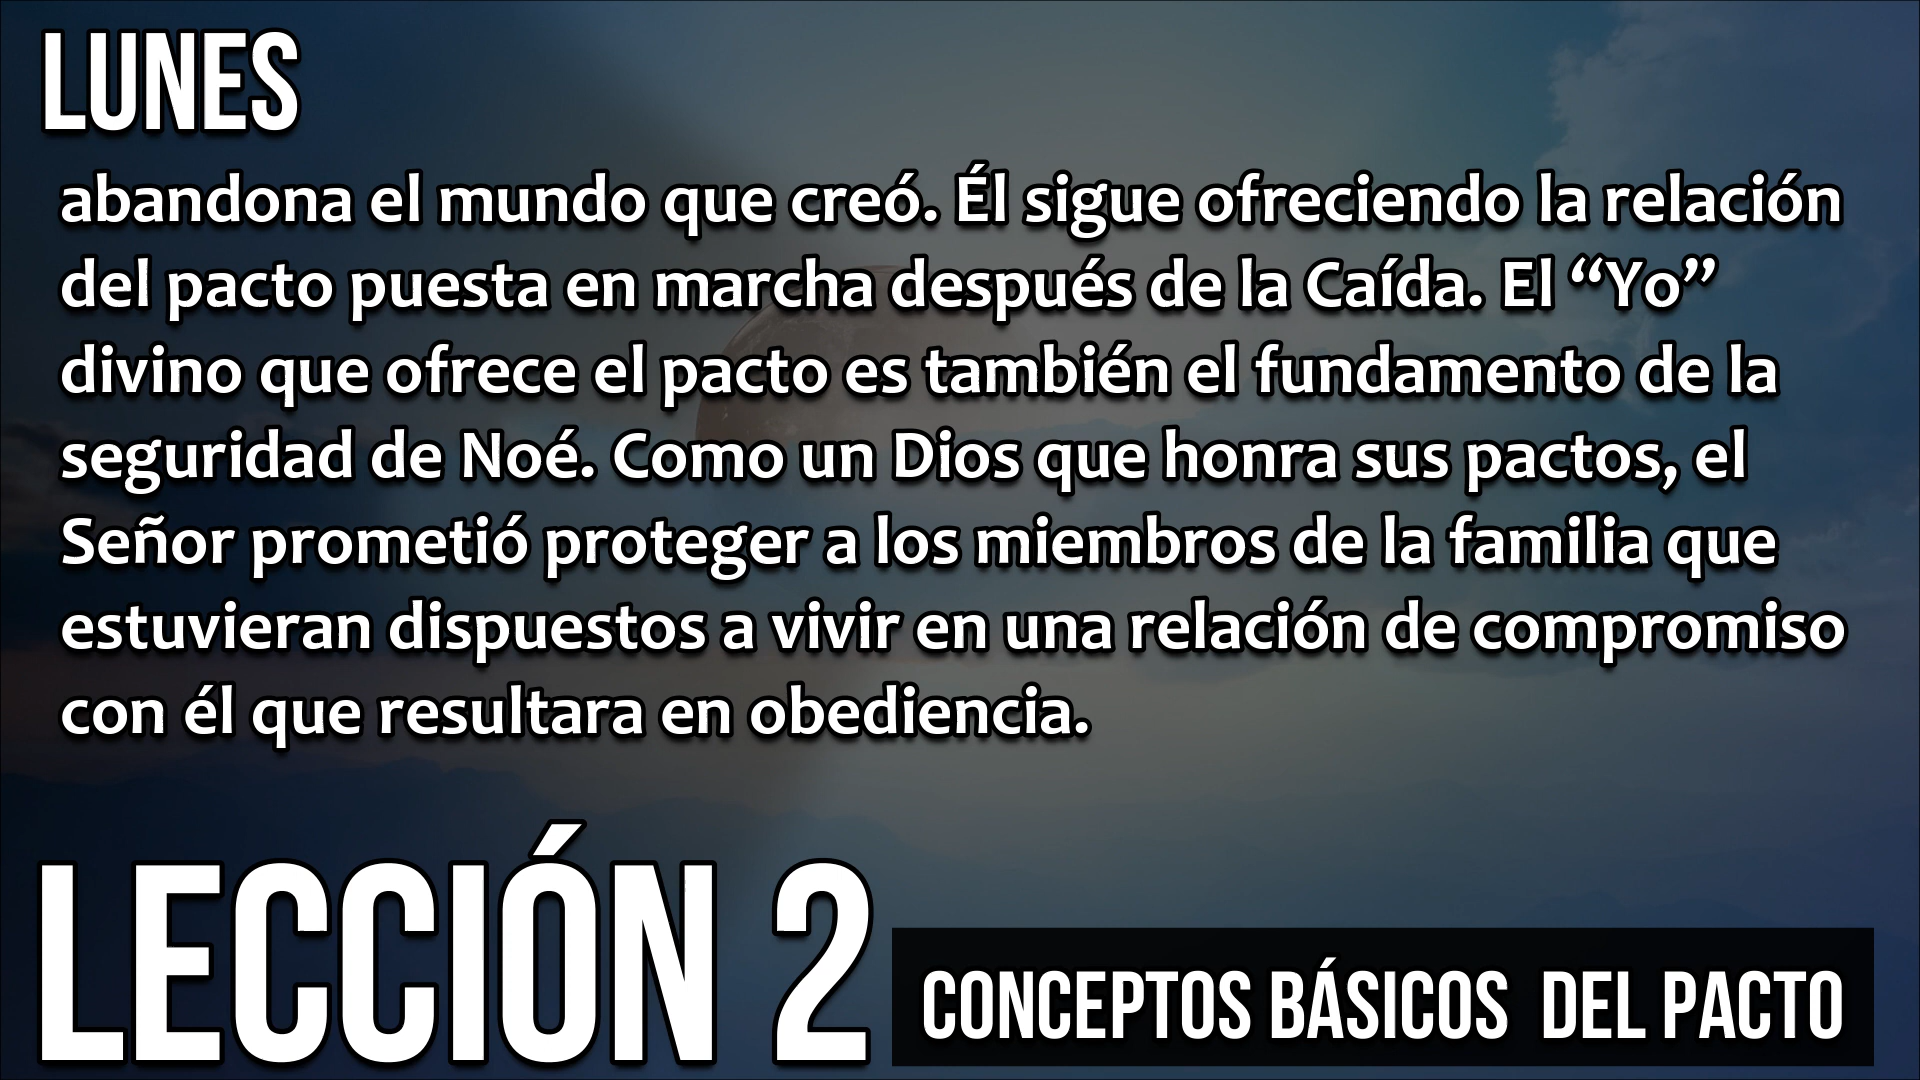 LUNES
abandona el mundo que creó. Él sigue ofreciendo la relación
del pacto puesta en marcha después de la Caída. El “Yo”
divino que ofrece el pacto es también el fundamento de la
seguridad de Noé. Como un Dios que honra sus pactos, el
Señor prometió proteger a los miembros de la familia que
estuvieran dispuestos a vivir en una relación de compromiso
con él que resultara en obediencia.
LECCIÓN 2
CONCEPTOS BÁSICOS DEL PACTO